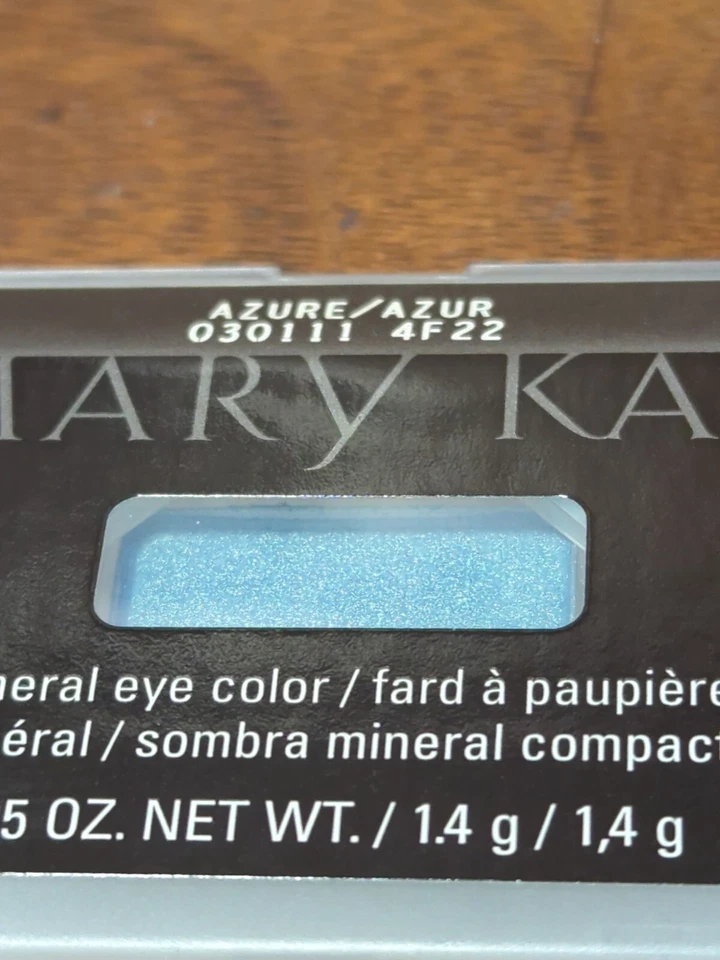 AZURE/AZUR
030111 4F22
MARY KA
neral eye color / fard à paupière
éral / sombra mineral compact
5 OZ. NET WT. / 1.4 g / 1,4 g